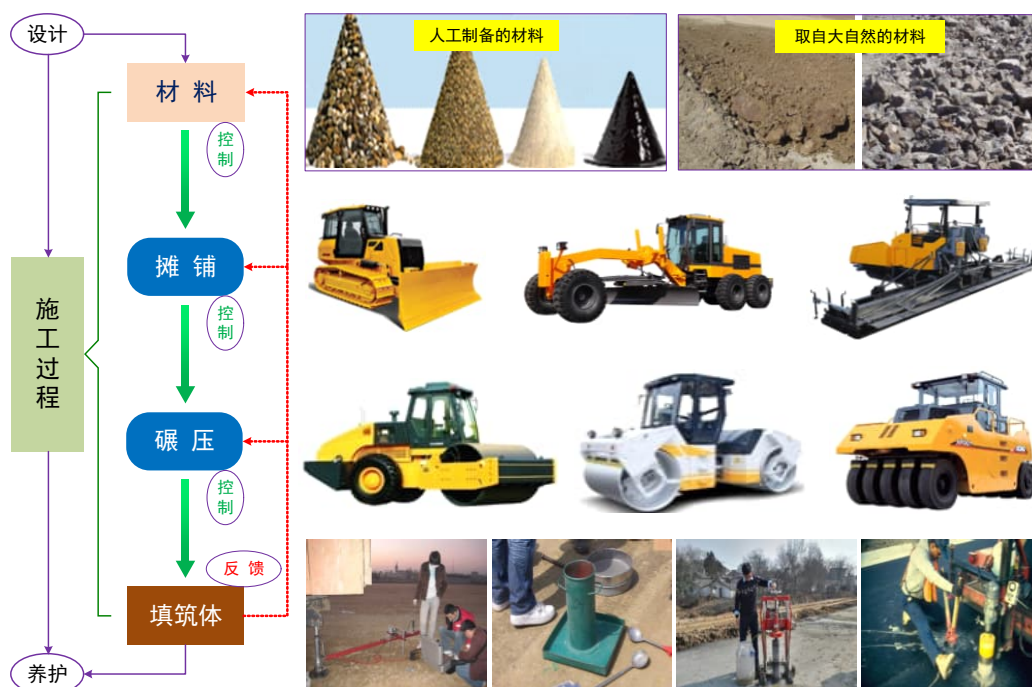 设计
人工制备的材料
取自大自然的材料
材 料
控
制
摊 铺
控
制
施
工
过
程
碾 压
控
制
反 馈
填筑体
养护